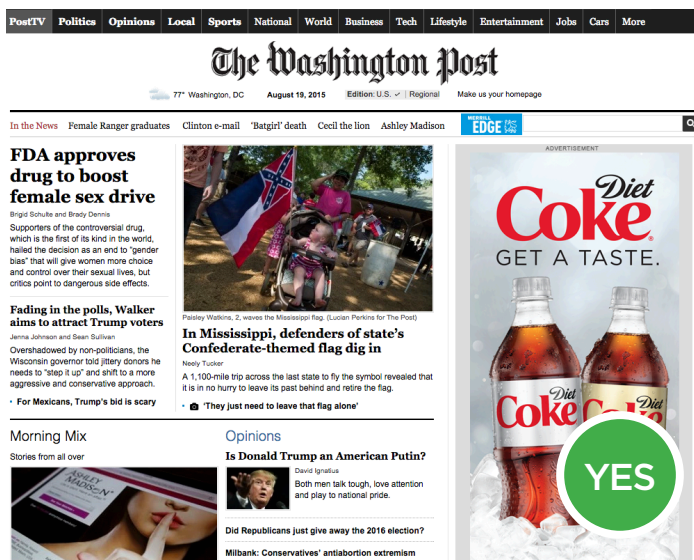 PostTV Politics Opinions Local Sports National World Business Tech Lifestyle Entertainment Jobs Cars More
The Washington Post
77° Washington, DC August 19, 2015 Edition: U.S. ✓ | Regional Make us your homepage
In the News Female Ranger graduates Clinton e-mail 'Batgirl' death Cecil the lion Ashley Madison
MERRILL
EDGE
ADVERTISEMENT
FDA approves
drug to boost
female sex drive
Brigid Schulte and Brady Dennis
Supporters of the controversial drug,
which is the first of its kind in the world,
hailed the decision as an end to "gender
bias" that will give women more choice
and control over their sexual lives, but
critics point to dangerous side effects.
Fading in the polls, Walker
aims to attract Trump voters
Jenna Johnson and Sean Sullivan
Overshadowed by non-politicians, the
Wisconsin governor told jittery donors he
needs to "step it up" and shift to a more
aggressive and conservative approach.
• For Mexicans, Trump's bid is scary
Paisley Watkins, 2, waves the Mississippi flag. (Lucian Perkins for The Post)
In Mississippi, defenders of state's
Confederate-themed flag dig in
Neely Tucker
A 1,100-mile trip across the last state to fly the symbol revealed that
it is in no hurry to leave its past behind and retire the flag.
• 'They just need to leave that flag alone'
Diet
Coke
GET A TASTE.
Diet
Coke
Diet
Coke
YES
Morning Mix
Stories from all over
ASHLEY
MADISON
Opinions
Is Donald Trump an American Putin?
David Ignatius
Both men talk tough, love attention
and play to national pride.
Did Republicans just give away the 2016 election?
Milbank: Conservatives' antiabortion extremism